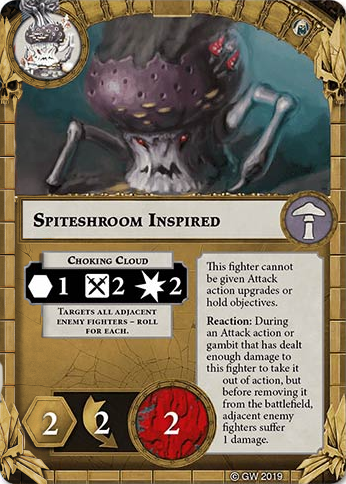 Spiteshroom Inspired
Choking Cloud
1 2 2
Targets all adjacent
enemy fighters – roll
for each.
This fighter cannot
be given Attack
action upgrades or
hold objectives.
Reaction: During
an Attack action or
gambit that has dealt
enough damage to
this fighter to take it
out of action, but
before removing it
from the battlefield,
adjacent enemy
fighters suffer
1 damage.
2 2 2
© GW 2019